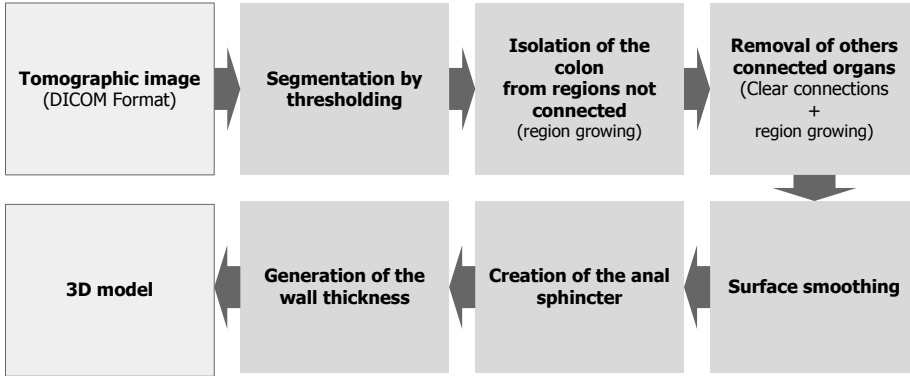 Tomographic image
(DICOM Format)
Segmentation by
thresholding
Isolation of the
colon
from regions not
connected
(region growing)
Removal of others
connected organs
(Clear connections
+
region growing)
3D model
Generation of the
wall thickness
Creation of the anal
sphincter
Surface smoothing